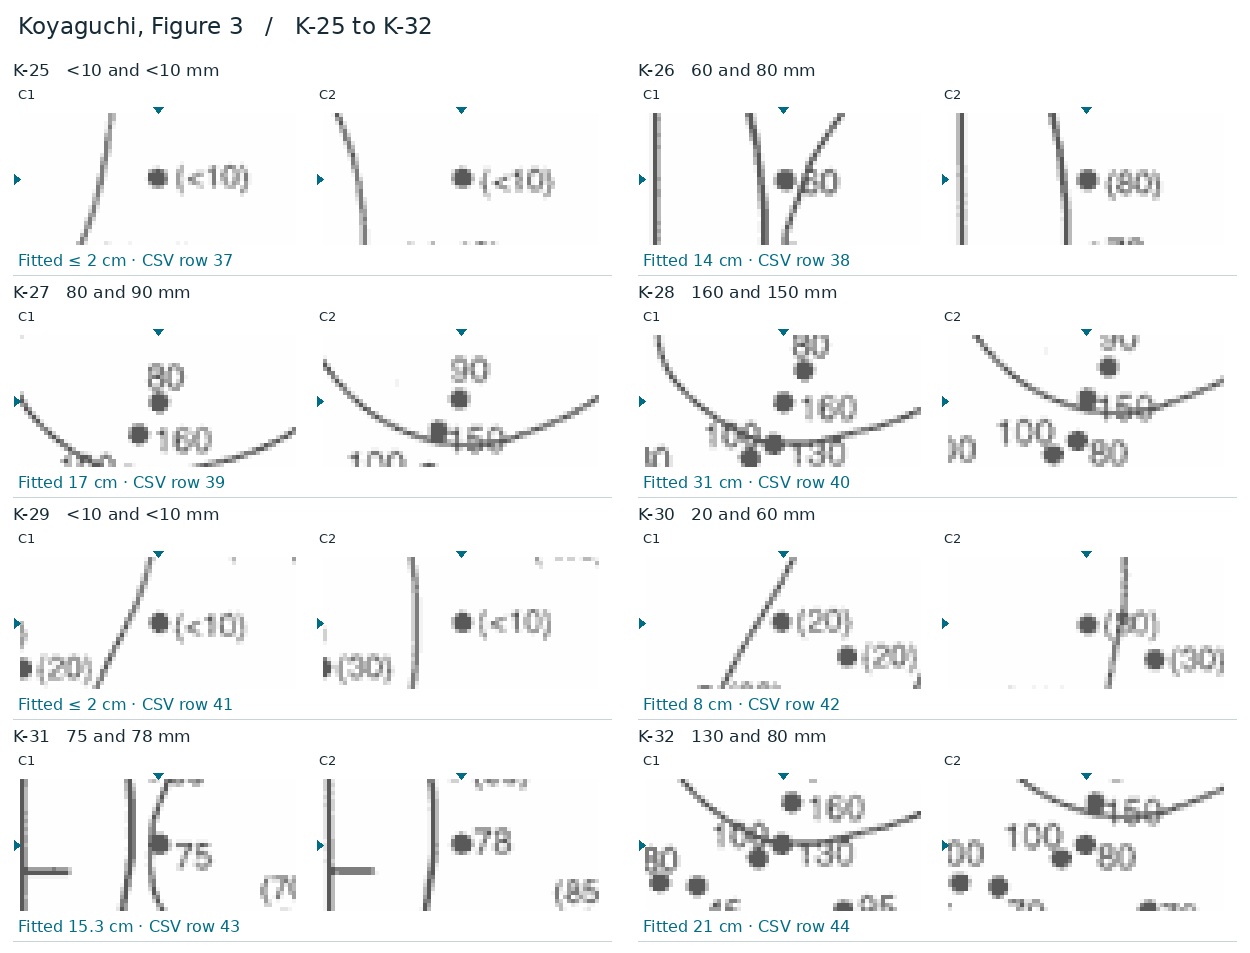 Koyaguchi, Figure 3 / K-25 to K-32
K-25 <10 and <10 mm
C1
(<10)
C2
(<10)
Fitted ≤ 2 cm · CSV row 37
K-26 60 and 80 mm
C1
60
C2
(80)
Fitted 14 cm · CSV row 38
K-27 80 and 90 mm
C1
80
160
C2
90
150
100
Fitted 17 cm · CSV row 39
K-28 160 and 150 mm
C1
80
160
100
130
C2
90
150
100
80
Fitted 31 cm · CSV row 40
K-29 <10 and <10 mm
C1
(<10)
(20)
C2
(<10)
(30)
Fitted ≤ 2 cm · CSV row 41
K-30 20 and 60 mm
C1
(20)
(20)
C2
(30)
Fitted 8 cm · CSV row 42
K-31 75 and 78 mm
C1
75
C2
78
(85
Fitted 15.3 cm · CSV row 43
K-32 130 and 80 mm
C1
160
100
130
80
95
C2
150
100
80
Fitted 21 cm · CSV row 44